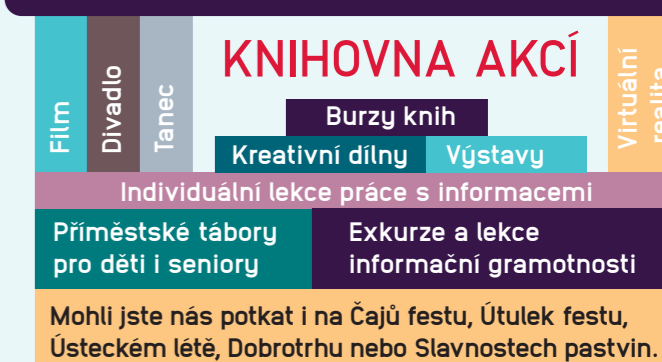 Film
Divadlo
Tanec
KNIHOVNA AKCÍ
Virtuální
realita
Burzy knih
Kreativní dílny
Výstavy
Individuální lekce práce s informacemi
Příměstské tábory
pro děti i seniory
Exkurze a lekce
informační gramotnosti
Mohli jste nás potkat i na Čajů festu, Útulek festu,
Ústeckém létě, Dobrotrhu nebo Slavnostech pastvin.